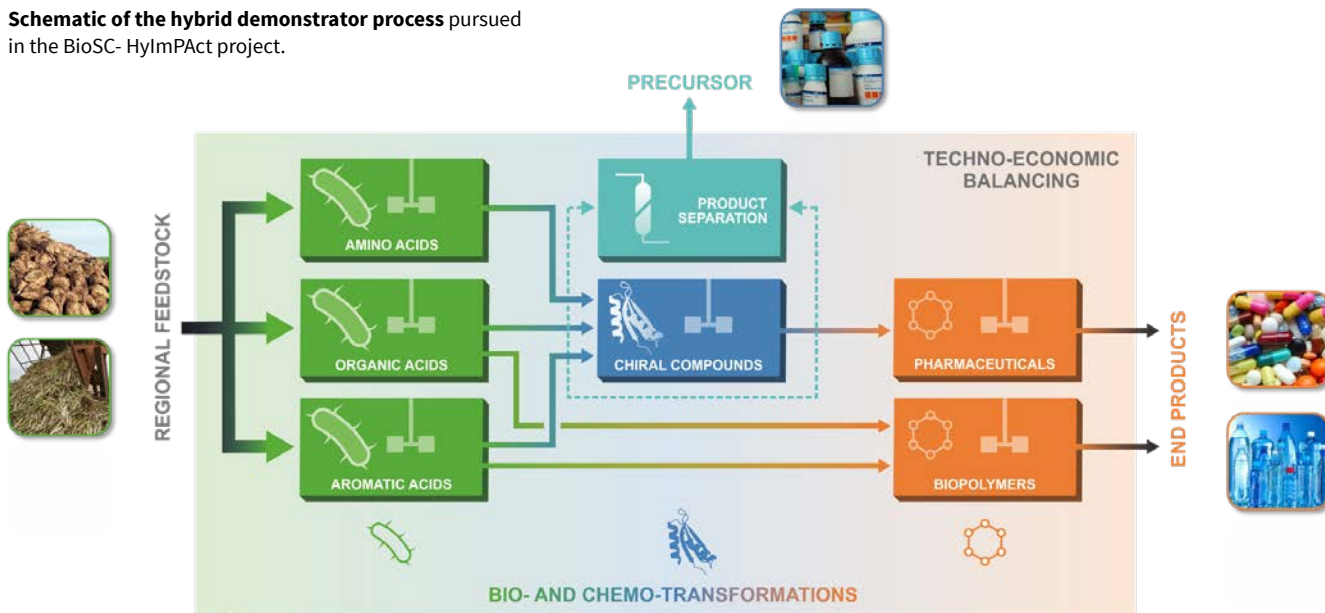 Schematic of the hybrid demonstrator process pursued
in the BioSC- HyImPAct project.
PRECURSOR
TECHNO-ECONOMIC
BALANCING
REGIONAL FEEDSTOCK
AMINO ACIDS
PRODUCT
SEPARATION
ORGANIC ACIDS
CHIRAL COMPOUNDS
PHARMACEUTICALS
AROMATIC ACIDS
BIOPOLYMERS
END PRODUCTS
BIO- AND CHEMO-TRANSFORMATIONS